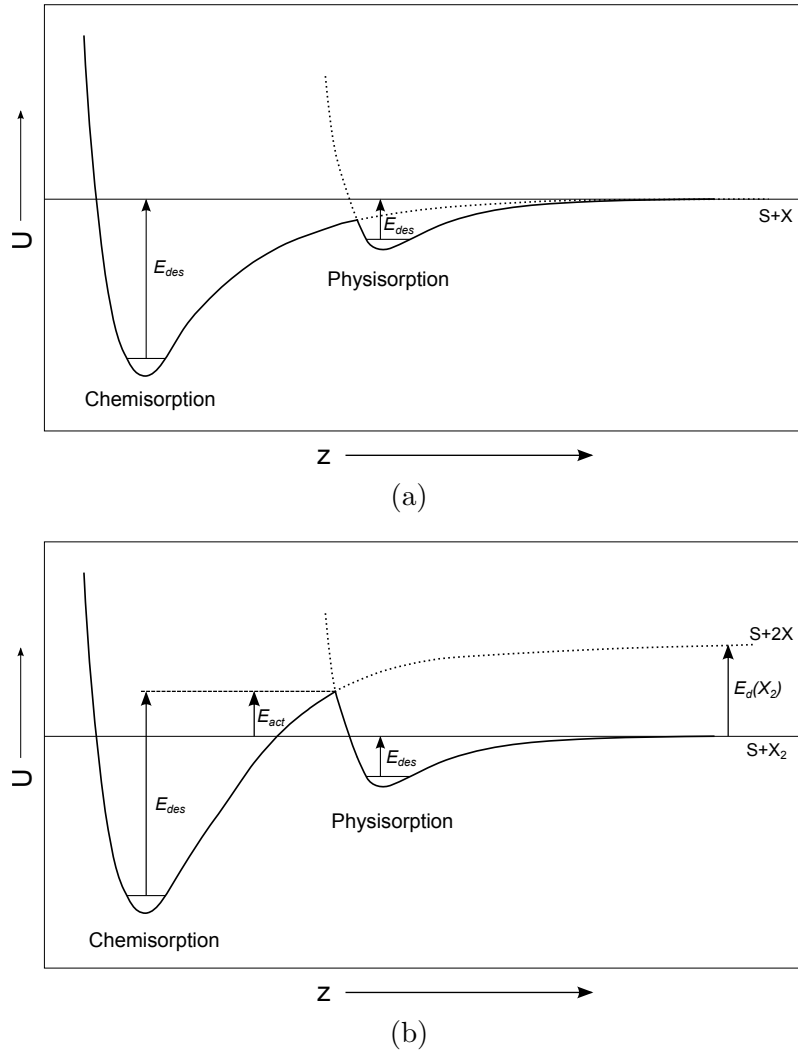 U
E_des
E_des
S+X
Physisorption
Chemisorption
z
(a)
S+2X
E_act
E_d(X_2)
E_des
S+X_2
U
E_des
Physisorption
Chemisorption
z
(b)